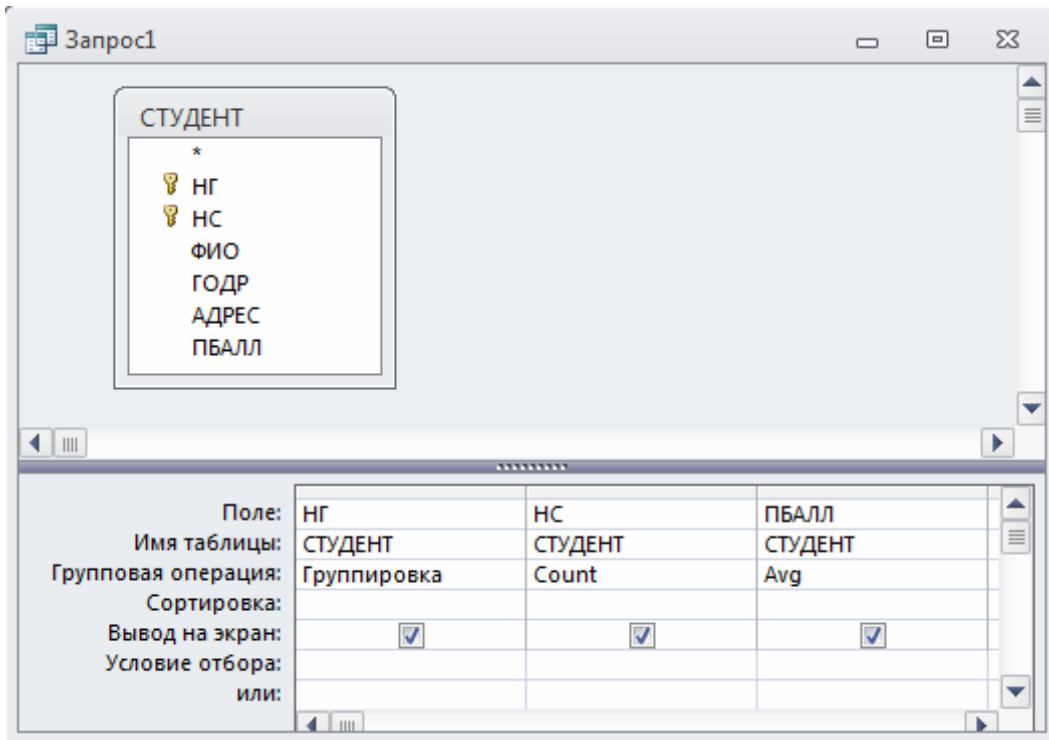 Запрос1
СТУДЕНТ
*
НГ
НС
ФИО
ГОДР
АДРЕС
ПБАЛЛ
Поле: НГ НС ПБАЛЛ
Имя таблицы: СТУДЕНТ СТУДЕНТ СТУДЕНТ
Групповая операция: Группировка Count Avg
Сортировка:
Вывод на экран:
Условие отбора:
или: